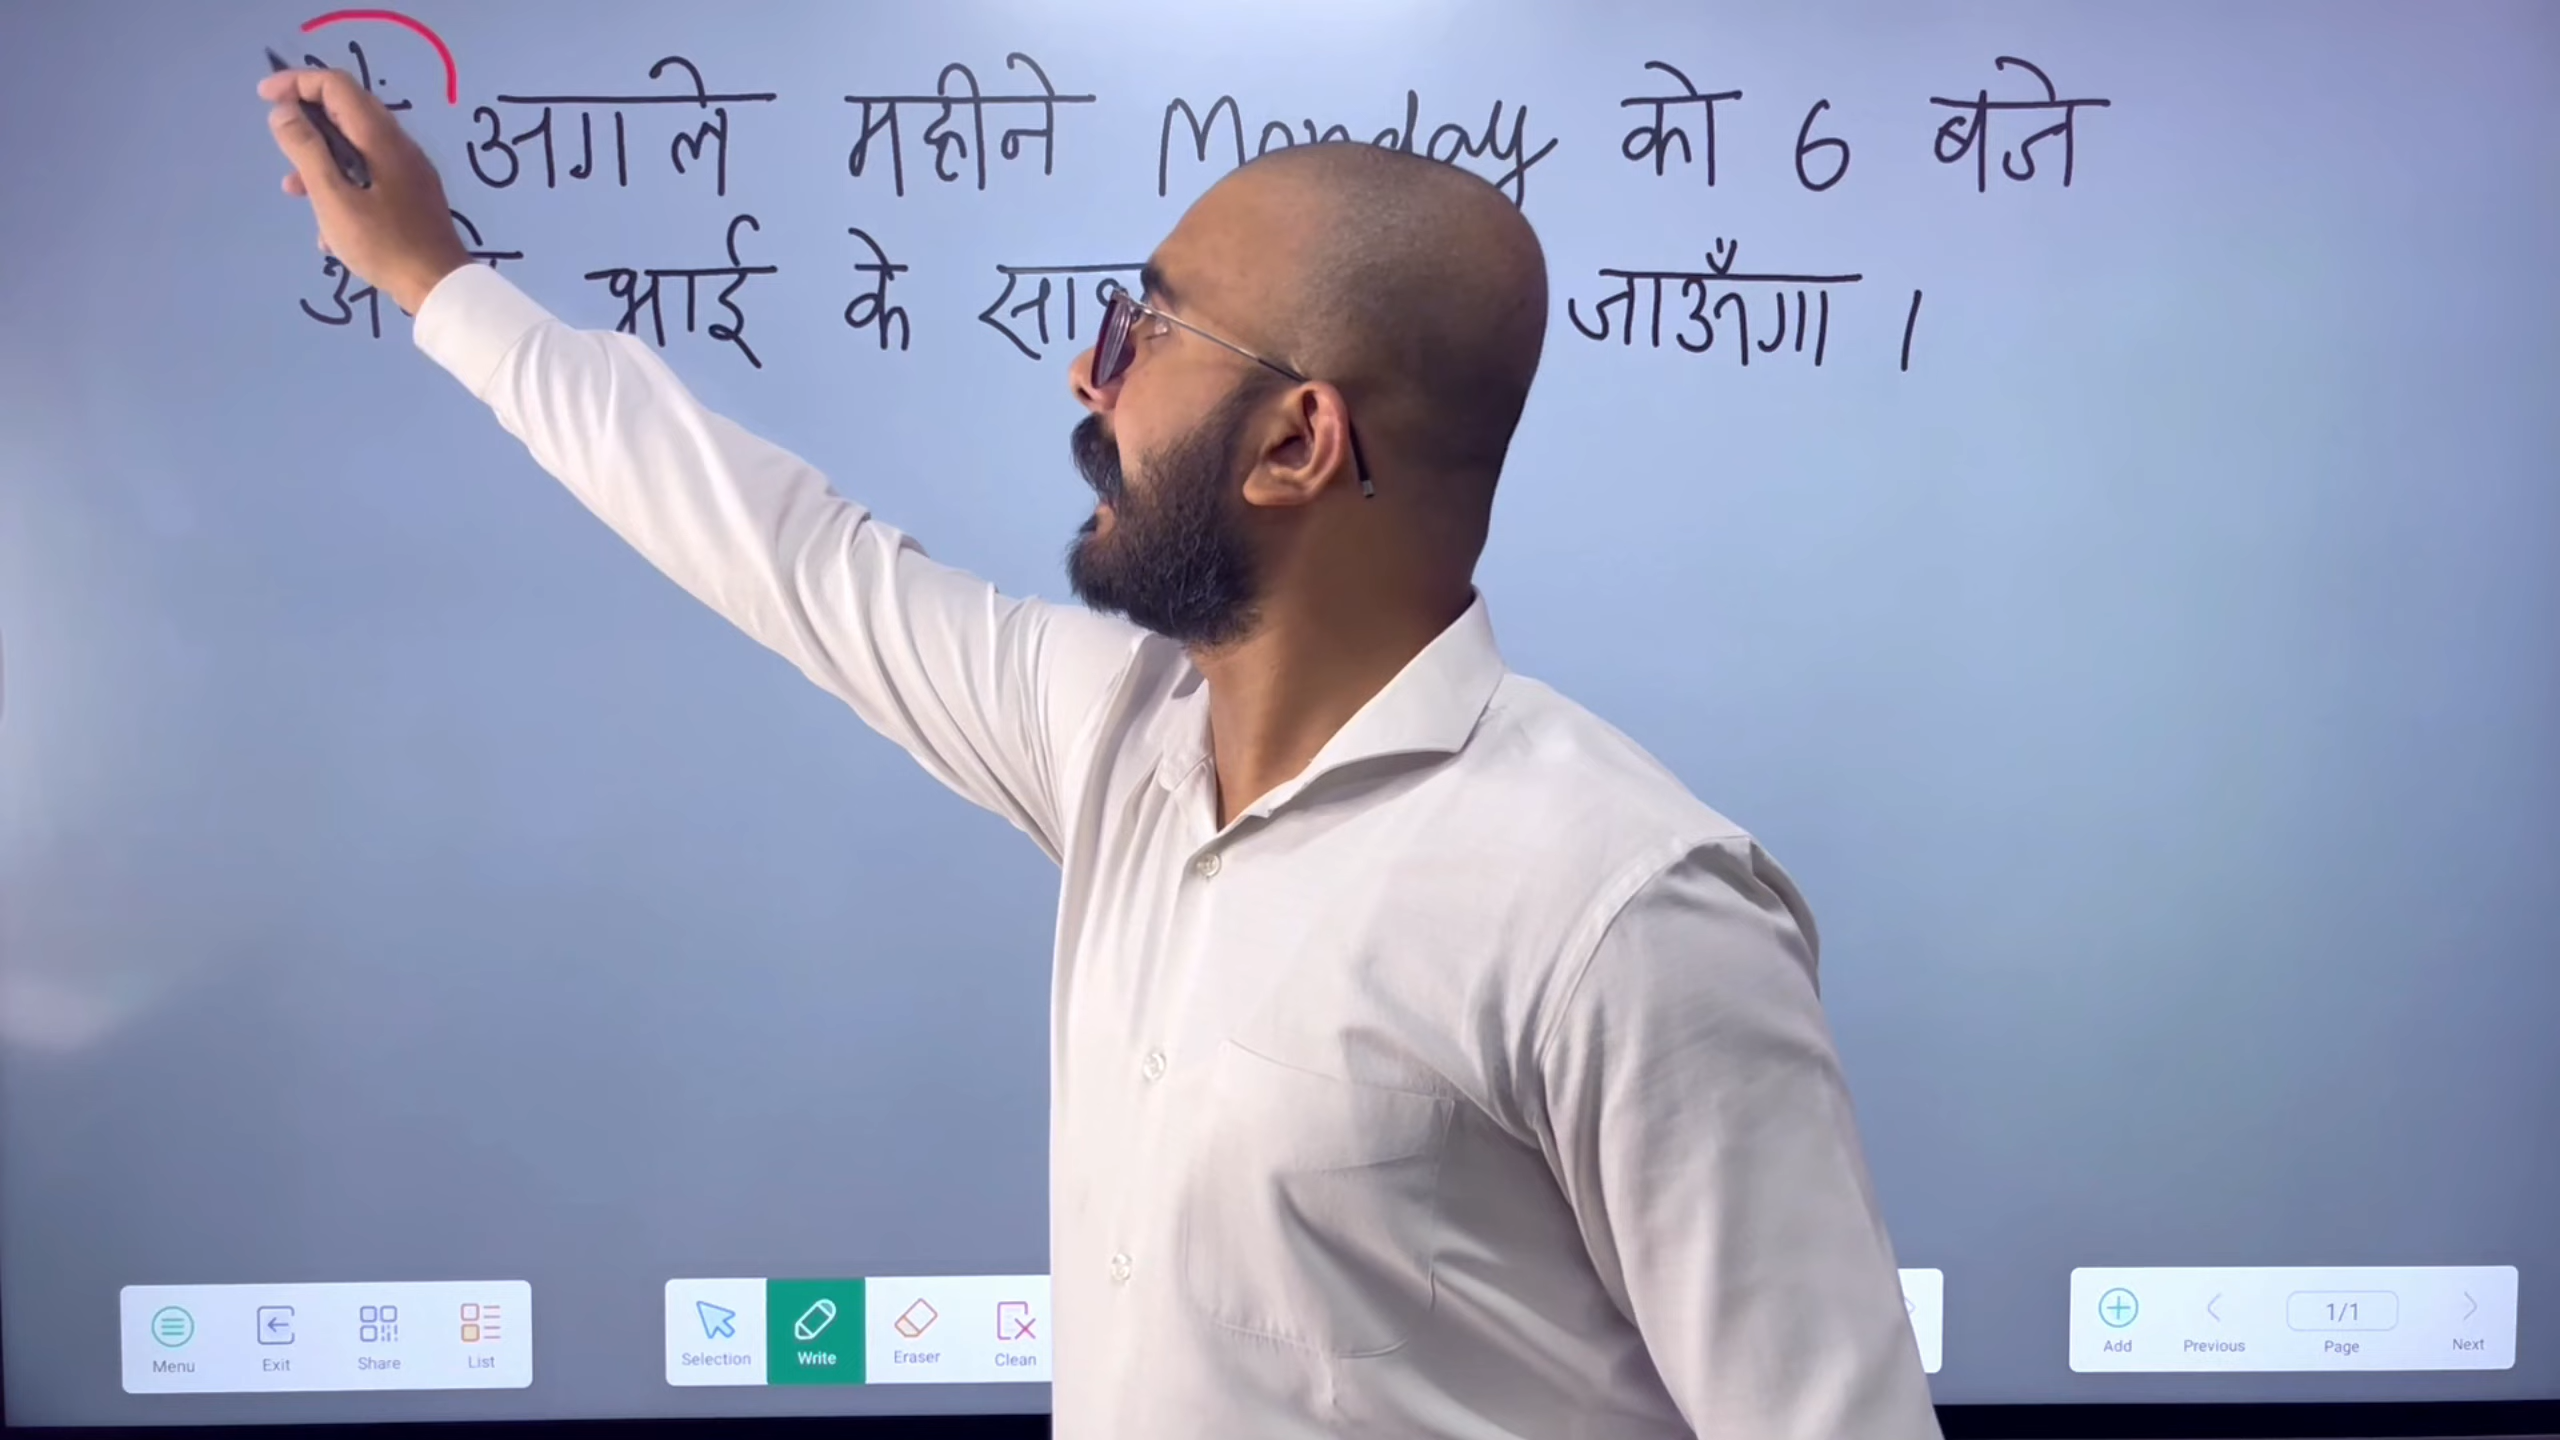 अगले महीने Monday को 6 बजे
भाई के जाऊँगा ।
Menu Exit Share List Selection Write Eraser Clean Add Previous 1/1 Page Next